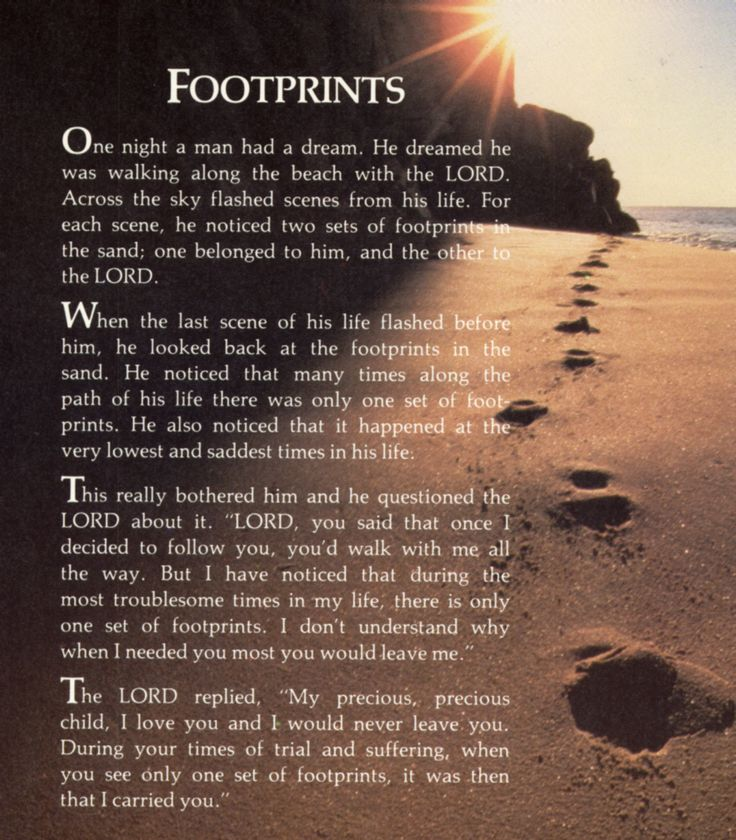 FOOTPRINTS
One night a man had a dream. He dreamed he
was walking along the beach with the LORD.
Across the sky flashed scenes from his life. For
each scene, he noticed two sets of footprints in
the sand; one belonged to him, and the other to
the LORD.
When the last scene of his life flashed before
him, he looked back at the footprints in the
sand. He noticed that many times along the
path of his life there was only one set of foot-
prints. He also noticed that it happened at the
very lowest and saddest times in his life.
This really bothered him and he questioned the
LORD about it. “LORD, you said that once I
decided to follow you, you’d walk with me all
the way. But I have noticed that during the
most troublesome times in my life, there is only
one set of footprints. I don’t understand why
when I needed you most you would leave me.”
The LORD replied, “My precious, precious
child, I love you and I would never leave you.
During your times of trial and suffering, when
you see only one set of footprints, it was then
that I carried you.”